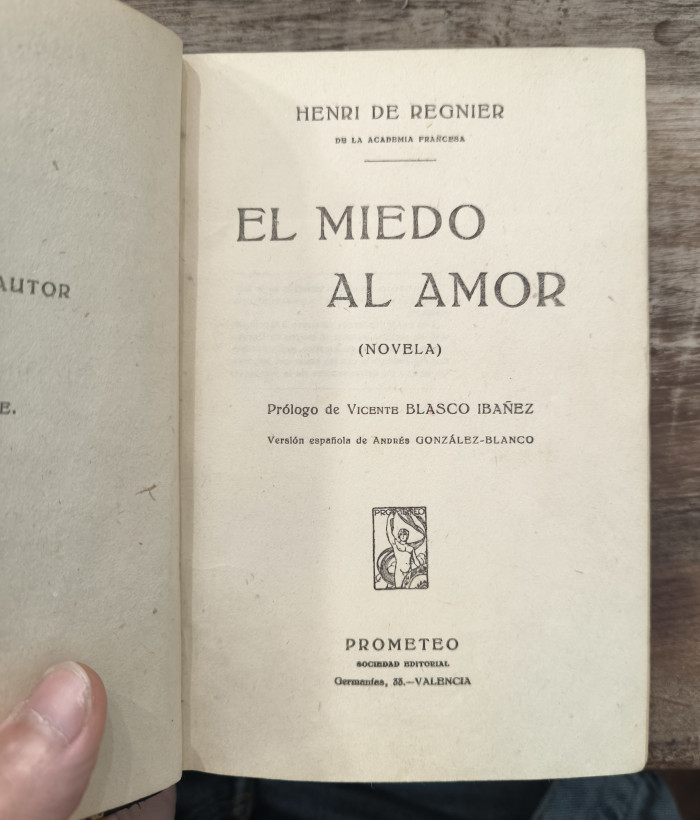 AUTOR
E.
HENRI DE REGNIER
DE LA ACADEMIA FRANCESA
EL MIEDO
AL AMOR
(NOVELA)
Prólogo de VICENTE BLASCO IBAÑEZ
Versión española de ANDRÉS GONZÁLEZ-BLANCO
PROMETEO
PROMETEO
SOCIEDAD EDITORIAL
Germanías, 33.—VALENCIA